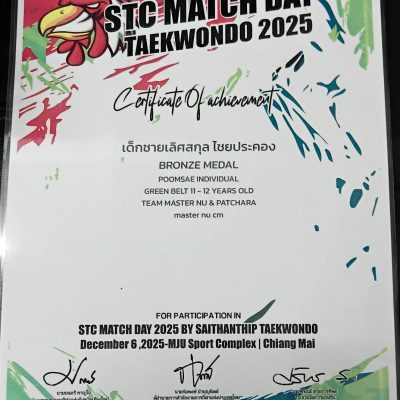 STC MATCH DAY
TAEKWONDO 2025
Certificate Of achievement
เด็กชายเลิศสกุล ไชยประคอง
BRONZE MEDAL
POOMSAE INDIVIDUAL
GREEN BELT 11 - 12 YEARS OLD
TEAM MASTER NU & PATCHARA
master nu cm
FOR PARTICIPATION IN
STC MATCH DAY 2025 BY SAITHANTHIP TAEKWONDO
December 6 ,2025-MJU Sport Complex | Chiang Mai